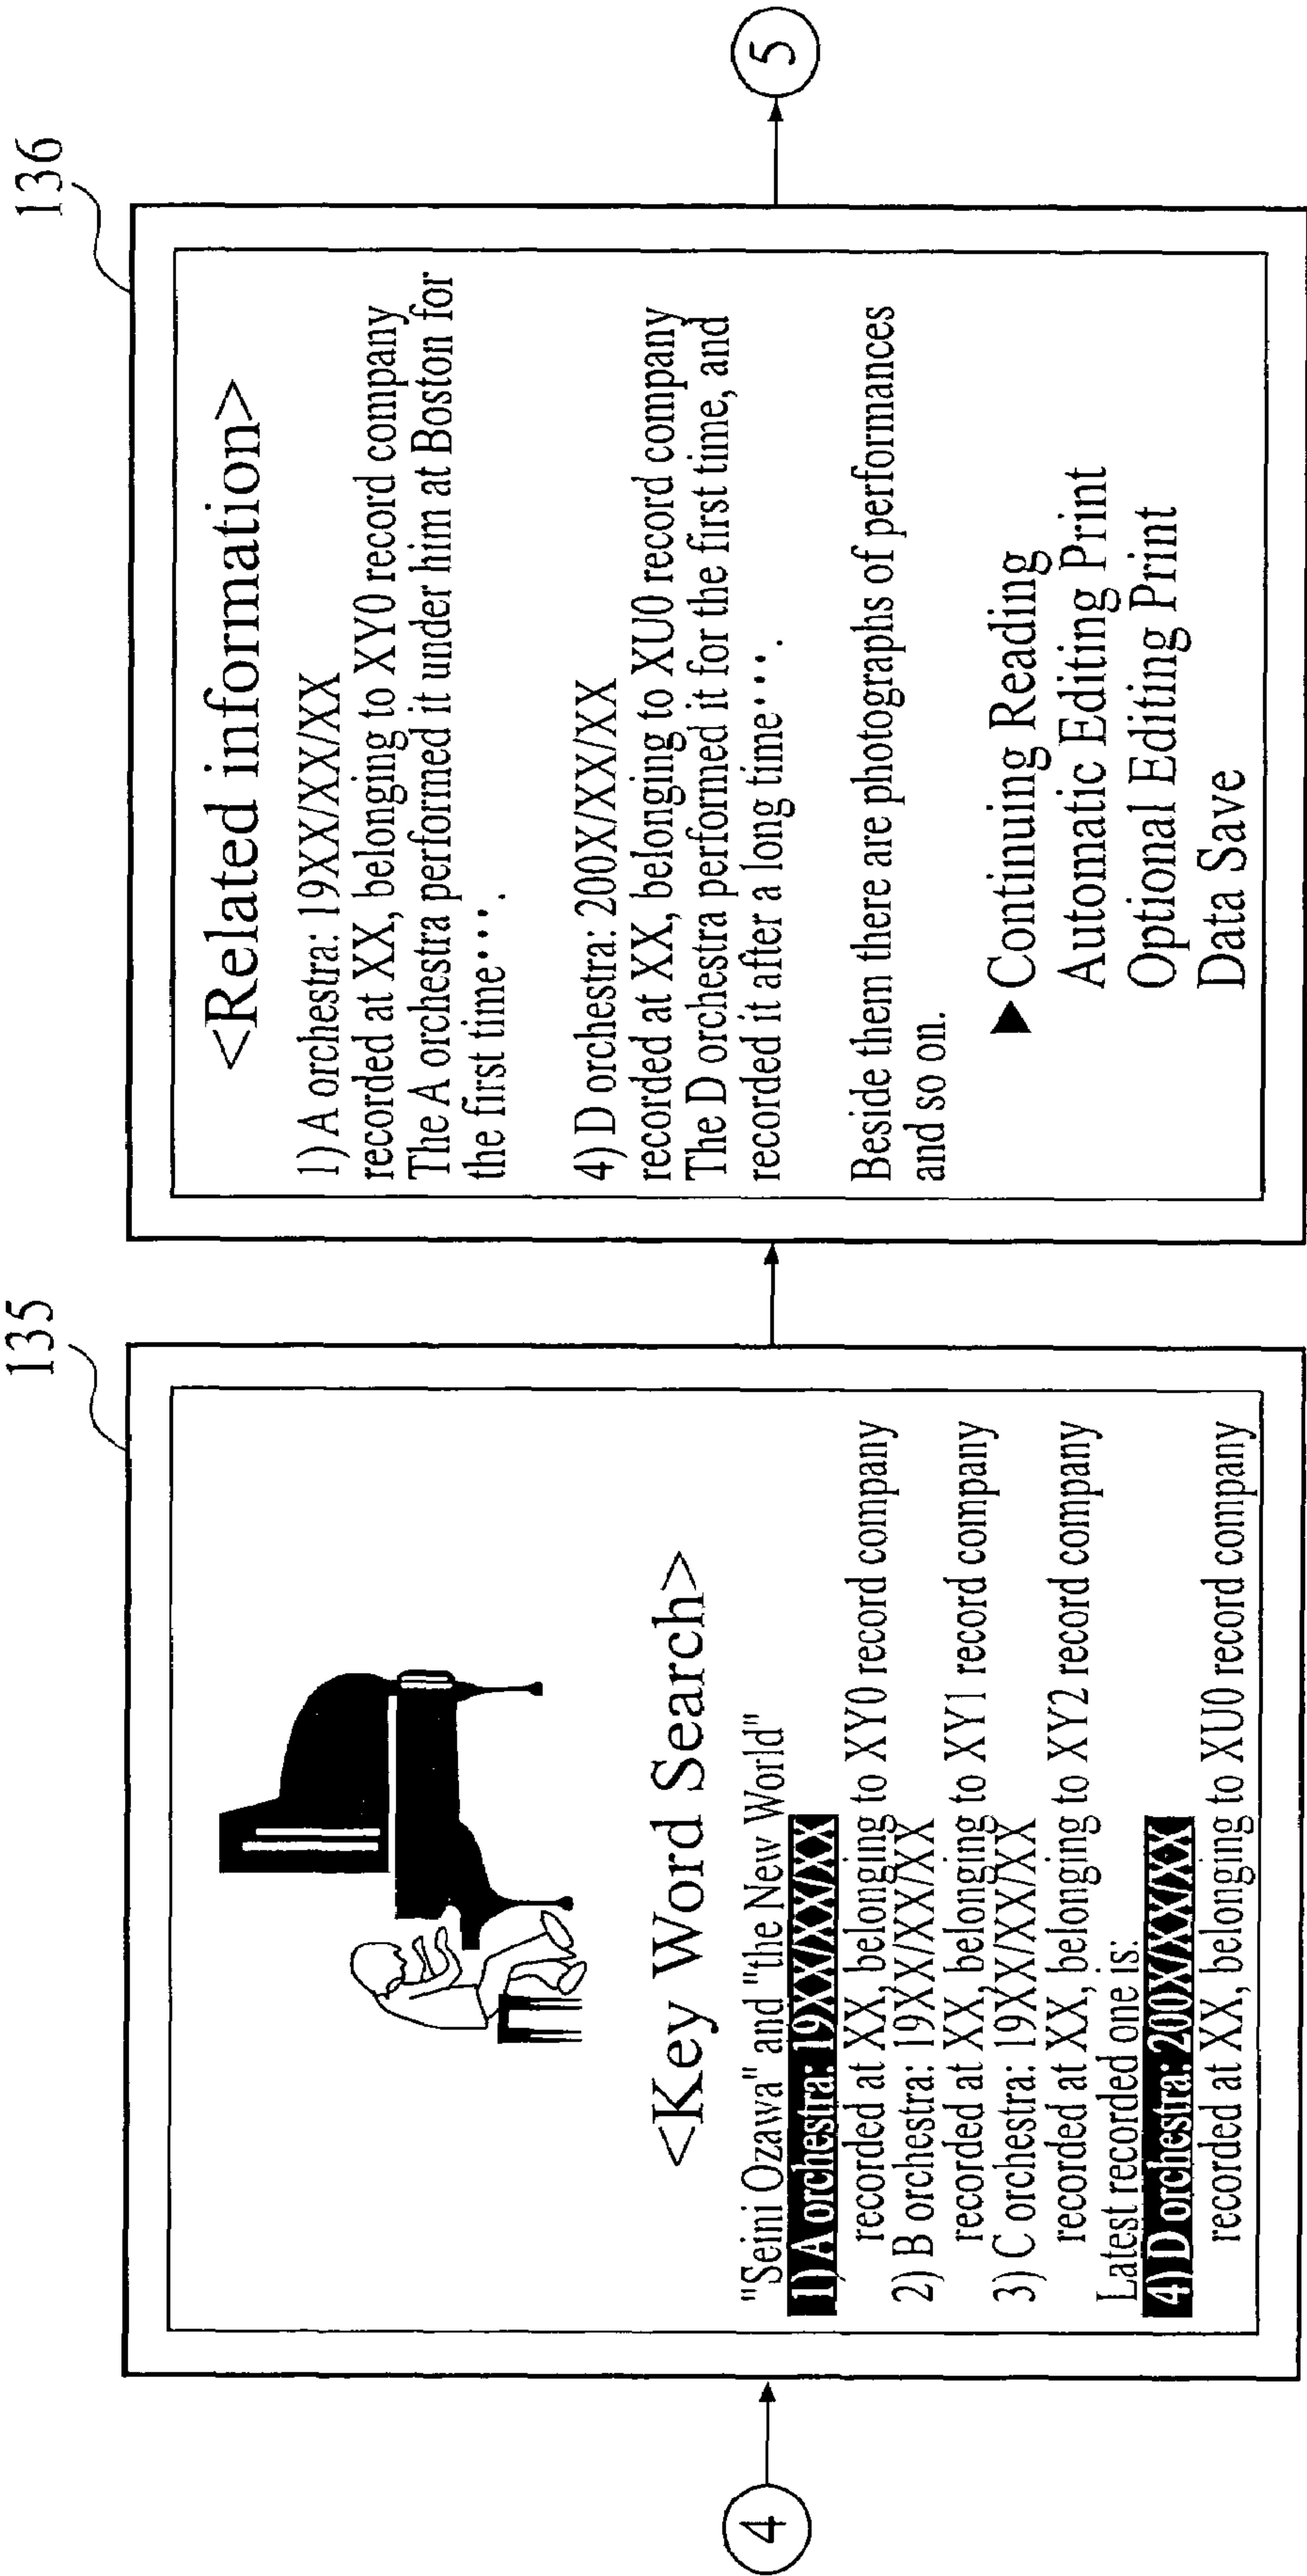 4
135
<Key Word Search>
"Seini Ozawa" and "the New World"
1) A orchestra: 19XX/XX/XX
recorded at XX, belonging to XY0 record company
2) B orchestra: 19XX/XX/XX
recorded at XX, belonging to XY1 record company
3) C orchestra: 19XX/XX/XX
recorded at XX, belonging to XY2 record company
Latest recorded one is:
4) D orchestra: 200X/XX/XX
recorded at XX, belonging to XU0 record company
136
<Related information>
1) A orchestra: 19XX/XX/XX
recorded at XX, belonging to XY0 record company
The A orchestra performed it under him at Boston for
the first time‥‥.
4) D orchestra: 200X/XX/XX
recorded at XX, belonging to XU0 record company
The D orchestra performed it for the first time, and
recorded it after a long time‥‥.
Beside them there are photographs of performances
and so on.
▶ Continuing Reading
Automatic Editing Print
Optional Editing Print
Data Save
5